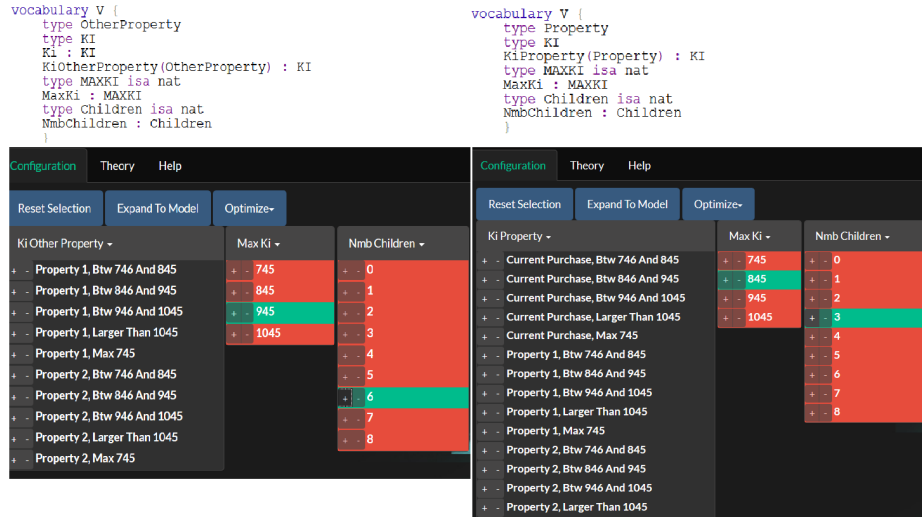 vocabulary V {
type OtherProperty
type KI
Ki : KI
KiOtherProperty(OtherProperty) : KI
type MAXKI isa nat
MaxKi : MAXKI
type Children isa nat
NmbChildren : Children
}
Configuration Theory Help
Reset Selection Expand To Model Optimize
Ki Other Property Max Ki Nmb Children
+ - Property 1, Btw 746 And 845 + - 745 + - 0
+ - Property 1, Btw 846 And 945 + - 845 + - 1
+ - Property 1, Btw 946 And 1045 + - 945 + - 2
+ - Property 1, Larger Than 1045 + - 1045 + - 3
+ - Property 1, Max 745 + - 4
+ - Property 2, Btw 746 And 845 + - 5
+ - Property 2, Btw 846 And 945 + - 6
+ - Property 2, Btw 946 And 1045 + - 7
+ - Property 2, Larger Than 1045 + - 8
+ - Property 2, Max 745
vocabulary V {
type Property
type KI
KiProperty(Property) : KI
type MAXKI isa nat
MaxKi : MAXKI
type Children isa nat
NmbChildren : Children
}
Configuration Theory Help
Reset Selection Expand To Model Optimize
Ki Property Max Ki Nmb Children
+ - Current Purchase, Btw 746 And 845 + - 745 + - 0
+ - Current Purchase, Btw 846 And 945 + - 845 + - 1
+ - Current Purchase, Btw 946 And 1045 + - 945 + - 2
+ - Current Purchase, Larger Than 1045 + - 1045 + - 3
+ - Current Purchase, Max 745 + - 4
+ - Property 1, Btw 746 And 845 + - 5
+ - Property 1, Btw 846 And 945 + - 6
+ - Property 1, Btw 946 And 1045 + - 7
+ - Property 1, Larger Than 1045 + - 8
+ - Property 1, Max 745
+ - Property 2, Btw 746 And 845
+ - Property 2, Btw 846 And 945
+ - Property 2, Btw 946 And 1045
+ - Property 2, Larger Than 1045